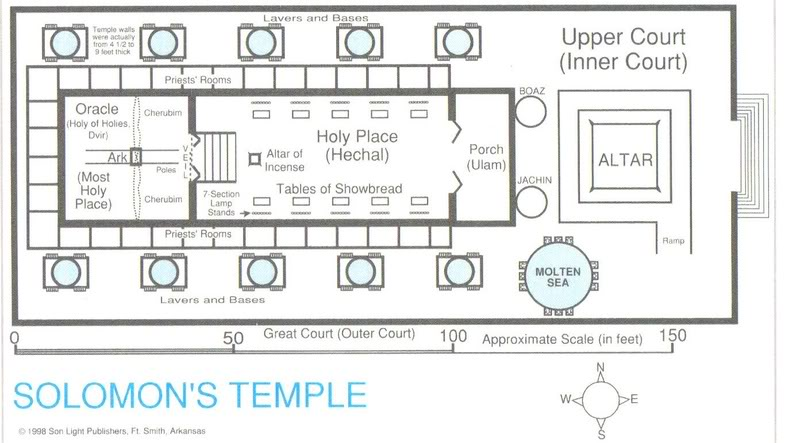 Lavers and Bases
Temple walls
were actually
from 4 1/2 to
9 feet thick
Upper Court
(Inner Court)
Priests' Rooms
BOAZ
Oracle
(Holy of Holies,
Dvir)
Cherubim
Ark
(Most
Holy
Place)
Poles
Cherubim
VEIL
Altar of
Incense
Holy Place
(Hechal)
Porch
(Ulam)
ALTAR
JACHIN
7-Section
Lamp
Stands
Tables of Showbread
Priests' Rooms
Ramp
MOLTEN
SEA
Lavers and Bases
0
50
Great Court (Outer Court)
100
Approximate Scale (in feet)
150
SOLOMON'S TEMPLE
N
W
E
S
© 1998 Son Light Publishers, Ft. Smith, Arkansas